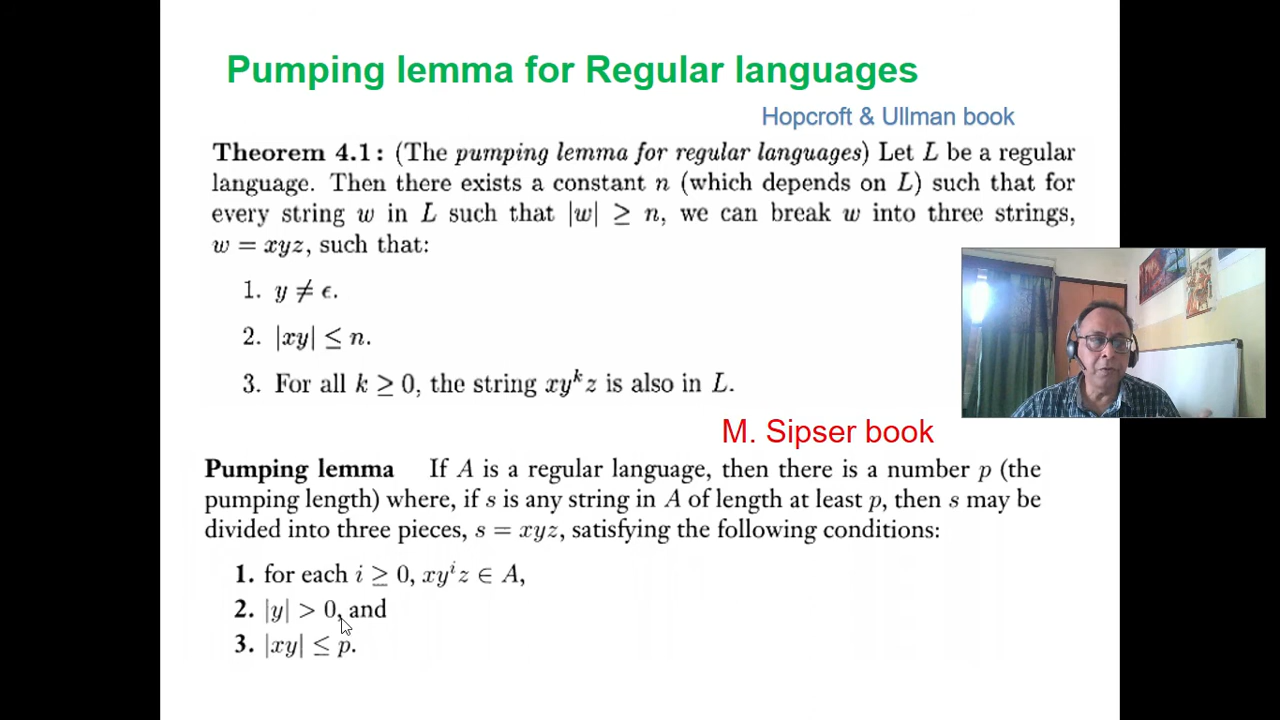 Pumping lemma for Regular languages
Hopcroft & Ullman book
Theorem 4.1: (The pumping lemma for regular languages) Let L be a regular
language. Then there exists a constant n (which depends on L) such that for
every string w in L such that |w| ≥ n, we can break w into three strings,
w = xyz, such that:
1. y ≠ ϵ.
2. |xy| ≤ n.
3. For all k ≥ 0, the string xyᵏz is also in L.
M. Sipser book
Pumping lemma If A is a regular language, then there is a number p (the
pumping length) where, if s is any string in A of length at least p, then s may be
divided into three pieces, s = xyz, satisfying the following conditions:
1. for each i ≥ 0, xyⁱz ∈ A,
2. |y| > 0, and
3. |xy| ≤ p.